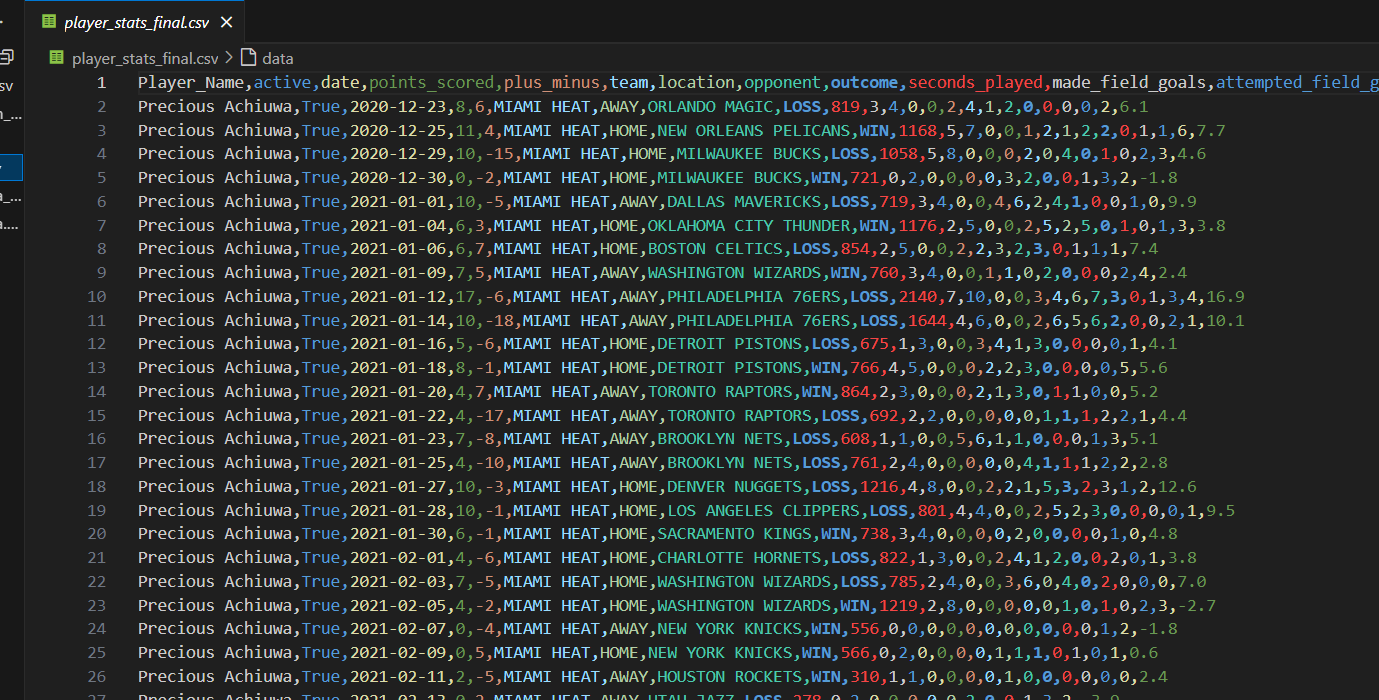 player_stats_final.csv
player_stats_final.csv > data
sv
1 Player_Name,active,date,points_scored,plus_minus,team,location,opponent,outcome,seconds_played,made_field_goals,attempted_field_g
2 Precious Achiuwa,True,2020-12-23,8,6,MIAMI HEAT,AWAY,ORLANDO MAGIC,LOSS,819,3,4,0,0,2,4,1,2,0,0,0,0,2,6.1
3 Precious Achiuwa,True,2020-12-25,11,4,MIAMI HEAT,HOME,NEW ORLEANS PELICANS,WIN,1168,5,7,0,0,1,2,1,2,2,0,1,1,6,7.7
4 Precious Achiuwa,True,2020-12-29,10,-15,MIAMI HEAT,HOME,MILWAUKEE BUCKS,LOSS,1058,5,8,0,0,0,2,0,4,0,1,0,2,3,4.6
5 Precious Achiuwa,True,2020-12-30,0,-2,MIAMI HEAT,HOME,MILWAUKEE BUCKS,WIN,721,0,2,0,0,0,0,3,2,0,0,1,3,2,-1.8
6 Precious Achiuwa,True,2021-01-01,10,-5,MIAMI HEAT,AWAY,DALLAS MAVERICKS,LOSS,719,3,4,0,0,4,6,2,4,1,0,0,1,0,9.9
7 Precious Achiuwa,True,2021-01-04,6,3,MIAMI HEAT,HOME,OKLAHOMA CITY THUNDER,WIN,1176,2,5,0,0,2,5,2,5,0,1,0,1,3,3.8
8 Precious Achiuwa,True,2021-01-06,6,7,MIAMI HEAT,HOME,BOSTON CELTICS,LOSS,854,2,5,0,0,2,2,3,2,3,0,1,1,1,7.4
9 Precious Achiuwa,True,2021-01-09,7,5,MIAMI HEAT,AWAY,WASHINGTON WIZARDS,WIN,760,3,4,0,0,1,1,0,2,0,0,0,2,4,2.4
10 Precious Achiuwa,True,2021-01-12,17,-6,MIAMI HEAT,AWAY,PHILADELPHIA 76ERS,LOSS,2140,7,10,0,0,3,4,6,7,3,0,1,3,4,16.9
11 Precious Achiuwa,True,2021-01-14,10,-18,MIAMI HEAT,AWAY,PHILADELPHIA 76ERS,LOSS,1644,4,6,0,0,2,6,5,6,2,0,0,2,1,10.1
12 Precious Achiuwa,True,2021-01-16,5,-6,MIAMI HEAT,HOME,DETROIT PISTONS,LOSS,675,1,3,0,0,3,4,1,3,0,0,0,0,1,4.1
13 Precious Achiuwa,True,2021-01-18,8,-1,MIAMI HEAT,HOME,DETROIT PISTONS,WIN,766,4,5,0,0,0,2,2,3,0,0,0,0,5,5.6
14 Precious Achiuwa,True,2021-01-20,4,7,MIAMI HEAT,AWAY,TORONTO RAPTORS,WIN,864,2,3,0,0,0,2,1,3,0,1,1,0,0,5.2
15 Precious Achiuwa,True,2021-01-22,4,-17,MIAMI HEAT,AWAY,TORONTO RAPTORS,LOSS,692,2,2,0,0,0,0,0,1,1,1,2,2,1,4.4
16 Precious Achiuwa,True,2021-01-23,7,-8,MIAMI HEAT,AWAY,BROOKLYN NETS,LOSS,608,1,1,0,0,5,6,1,1,0,0,0,1,3,5.1
17 Precious Achiuwa,True,2021-01-25,4,-10,MIAMI HEAT,AWAY,BROOKLYN NETS,LOSS,761,2,4,0,0,0,0,0,4,1,1,1,2,2,2.8
18 Precious Achiuwa,True,2021-01-27,10,-3,MIAMI HEAT,HOME,DENVER NUGGETS,LOSS,1216,4,8,0,0,2,2,1,5,3,2,3,1,2,12.6
19 Precious Achiuwa,True,2021-01-28,10,-1,MIAMI HEAT,HOME,LOS ANGELES CLIPPERS,LOSS,801,4,4,0,0,2,5,2,3,0,0,0,0,1,9.5
20 Precious Achiuwa,True,2021-01-30,6,-1,MIAMI HEAT,HOME,SACRAMENTO KINGS,WIN,738,3,4,0,0,0,0,2,0,0,0,0,1,0,4.8
21 Precious Achiuwa,True,2021-02-01,4,-6,MIAMI HEAT,HOME,CHARLOTTE HORNETS,LOSS,822,1,3,0,0,2,4,1,2,0,0,2,0,1,3.8
22 Precious Achiuwa,True,2021-02-03,7,-5,MIAMI HEAT,HOME,WASHINGTON WIZARDS,LOSS,785,2,4,0,0,3,6,0,4,0,2,0,0,0,7.0
23 Precious Achiuwa,True,2021-02-05,4,-2,MIAMI HEAT,HOME,WASHINGTON WIZARDS,WIN,1219,2,8,0,0,0,0,0,1,0,1,0,2,3,-2.7
24 Precious Achiuwa,True,2021-02-07,0,-4,MIAMI HEAT,AWAY,NEW YORK KNICKS,WIN,556,0,0,0,0,0,0,0,0,0,0,0,1,2,-1.8
25 Precious Achiuwa,True,2021-02-09,0,5,MIAMI HEAT,HOME,NEW YORK KNICKS,WIN,566,0,2,0,0,0,0,1,1,1,0,1,0,1,0.6
26 Precious Achiuwa,True,2021-02-11,2,-5,MIAMI HEAT,AWAY,HOUSTON ROCKETS,WIN,310,1,1,0,0,0,0,1,0,0,0,0,0,0,2.4